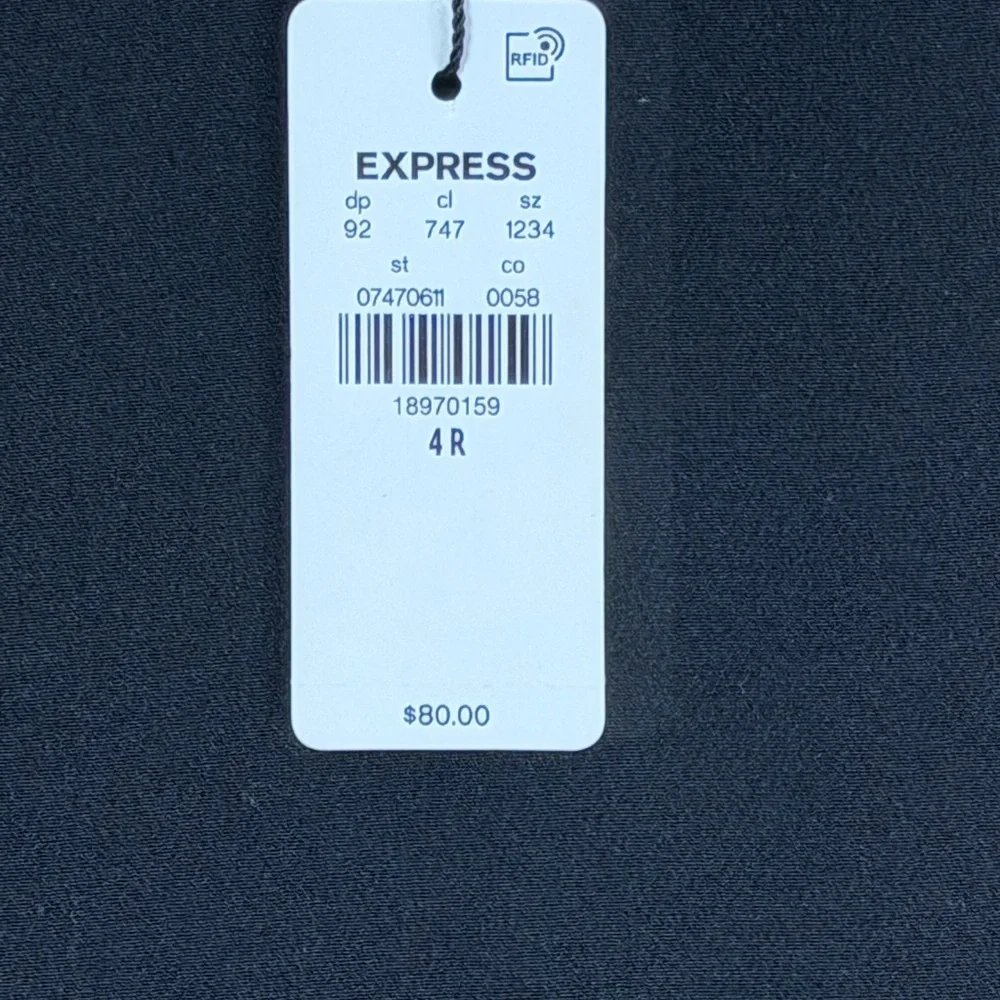 RFID
EXPRESS
dp cl sz
92 747 1234
st co
07470611 0058
18970159
4 R
$80.00